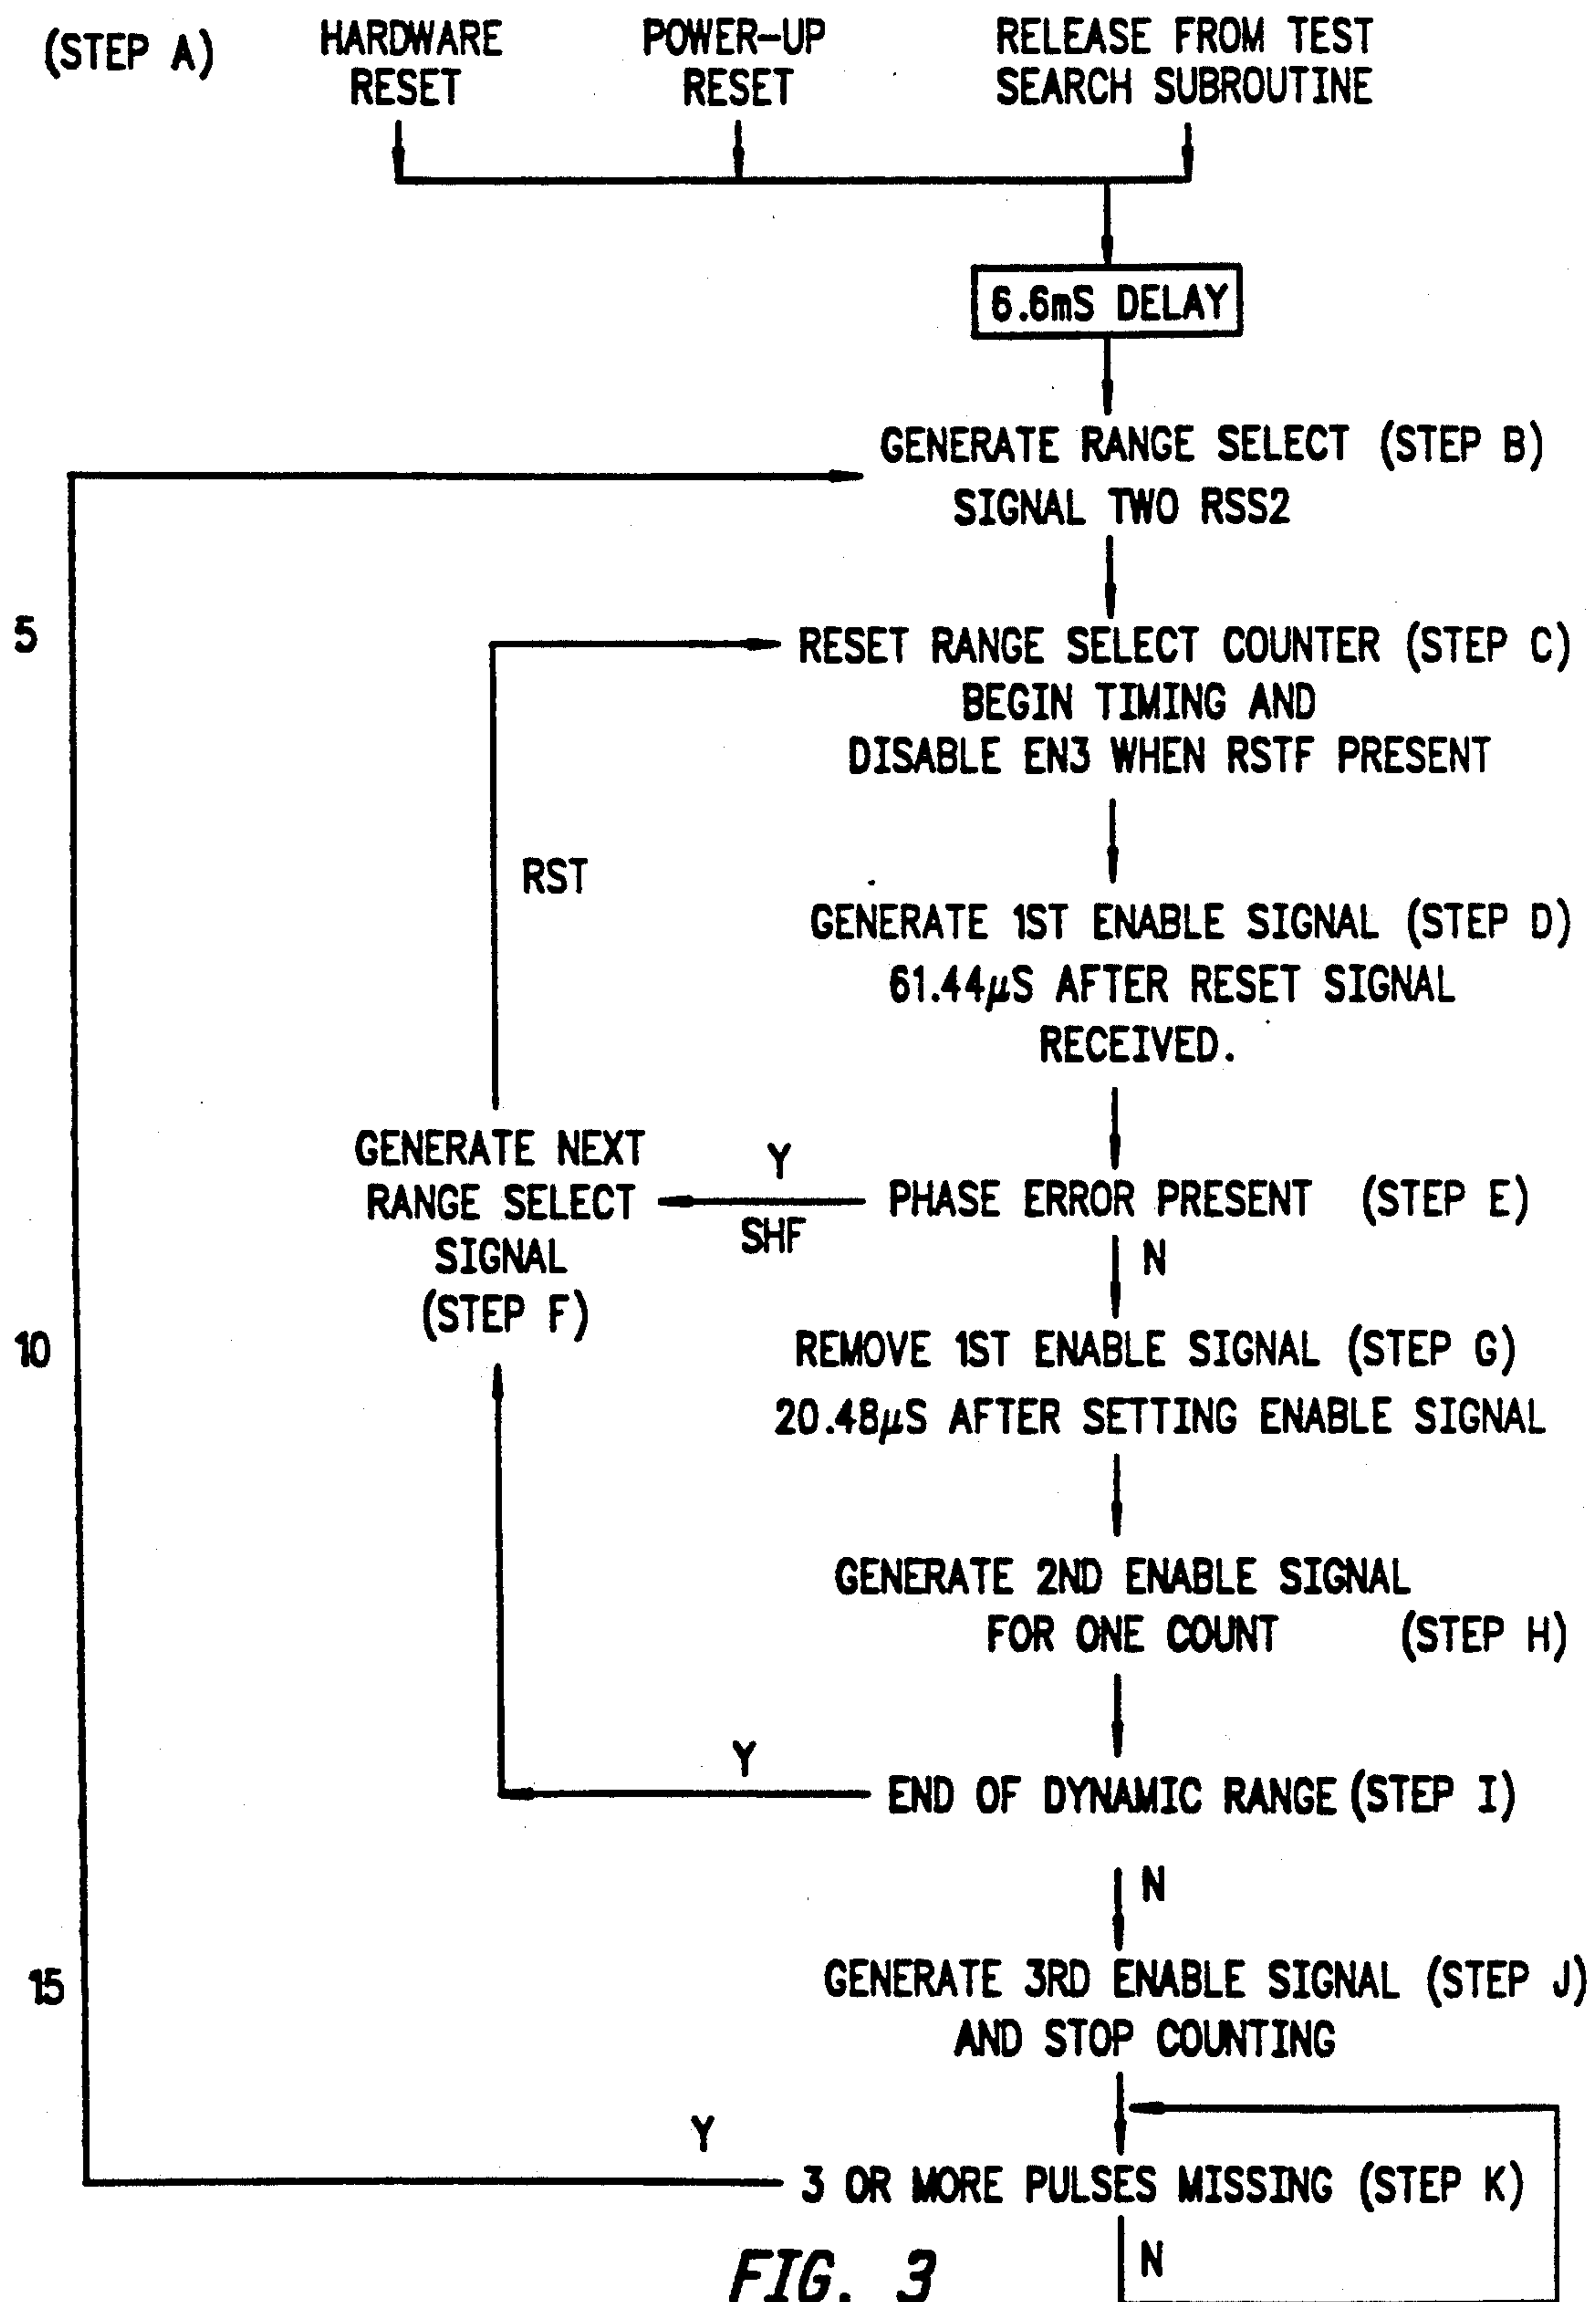 (STEP A)
HARDWARE
RESET
POWER-UP
RESET
RELEASE FROM TEST
SEARCH SUBROUTINE
6.6mS DELAY
GENERATE RANGE SELECT (STEP B)
SIGNAL TWO RSS2
5
RESET RANGE SELECT COUNTER (STEP C)
BEGIN TIMING AND
DISABLE EN3 WHEN RSTF PRESENT
RST
GENERATE 1ST ENABLE SIGNAL (STEP D)
61.44μS AFTER RESET SIGNAL
RECEIVED.
GENERATE NEXT
RANGE SELECT
SIGNAL
(STEP F)
Y
SHF
PHASE ERROR PRESENT (STEP E)
N
10
REMOVE 1ST ENABLE SIGNAL (STEP G)
20.48μS AFTER SETTING ENABLE SIGNAL
GENERATE 2ND ENABLE SIGNAL
FOR ONE COUNT (STEP H)
Y
END OF DYNAMIC RANGE (STEP I)
N
15
GENERATE 3RD ENABLE SIGNAL (STEP J)
AND STOP COUNTING
Y
3 OR MORE PULSES MISSING (STEP K)
N
FIG. 3